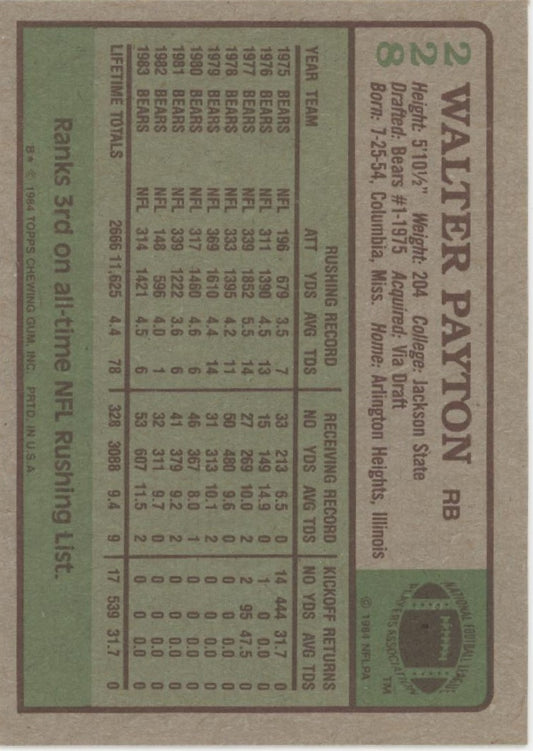 228
WALTER PAYTON RB
Height: 5'10½" Weight: 204 College: Jackson State
Drafted: Bears #1-1975 Acquired: Via Draft
Born: 7-25-54, Columbia, Miss. Home: Arlington Heights, Illinois
NATIONAL FOOTBALL LEAGUE
PLAYERS ASSOCIATION
TM
© 1984 NFLPA
RUSHING RECORD RECEIVING RECORD KICKOFF RETURNS
YEAR TEAM ATT YDS AVG TDS NO YDS AVG TDS NO YDS AVG TDS
1975 BEARS NFL 196 679 3.5 7 33 213 6.5 0 14 444 31.7 0
1976 BEARS NFL 311 1390 4.5 13 15 149 14.9 0 1 0 0.0 0
1977 BEARS NFL 339 1852 5.5 14 27 269 10.0 2 2 95 47.5 0
1978 BEARS NFL 333 1395 4.2 11 50 480 9.6 0 0 0 0.0 0
1979 BEARS NFL 369 1610 4.4 14 31 313 10.1 2 0 0 0.0 0
1980 BEARS NFL 317 1460 4.6 6 46 367 8.0 1 0 0 0.0 0
1981 BEARS NFL 339 1222 3.6 6 41 379 9.2 2 0 0 0.0 0
1982 BEARS NFL 148 596 4.0 1 32 311 9.7 0 0 0 0.0 0
1983 BEARS NFL 314 1421 4.5 6 53 607 11.5 2 0 0 0.0 0
LIFETIME TOTALS 2666 11,625 4.4 78 328 3088 9.4 9 17 539 31.7 0
Ranks 3rd on all-time NFL Rushing List.
8* © 1984 TOPPS CHEWING GUM, INC. PRTD. IN U.S.A.